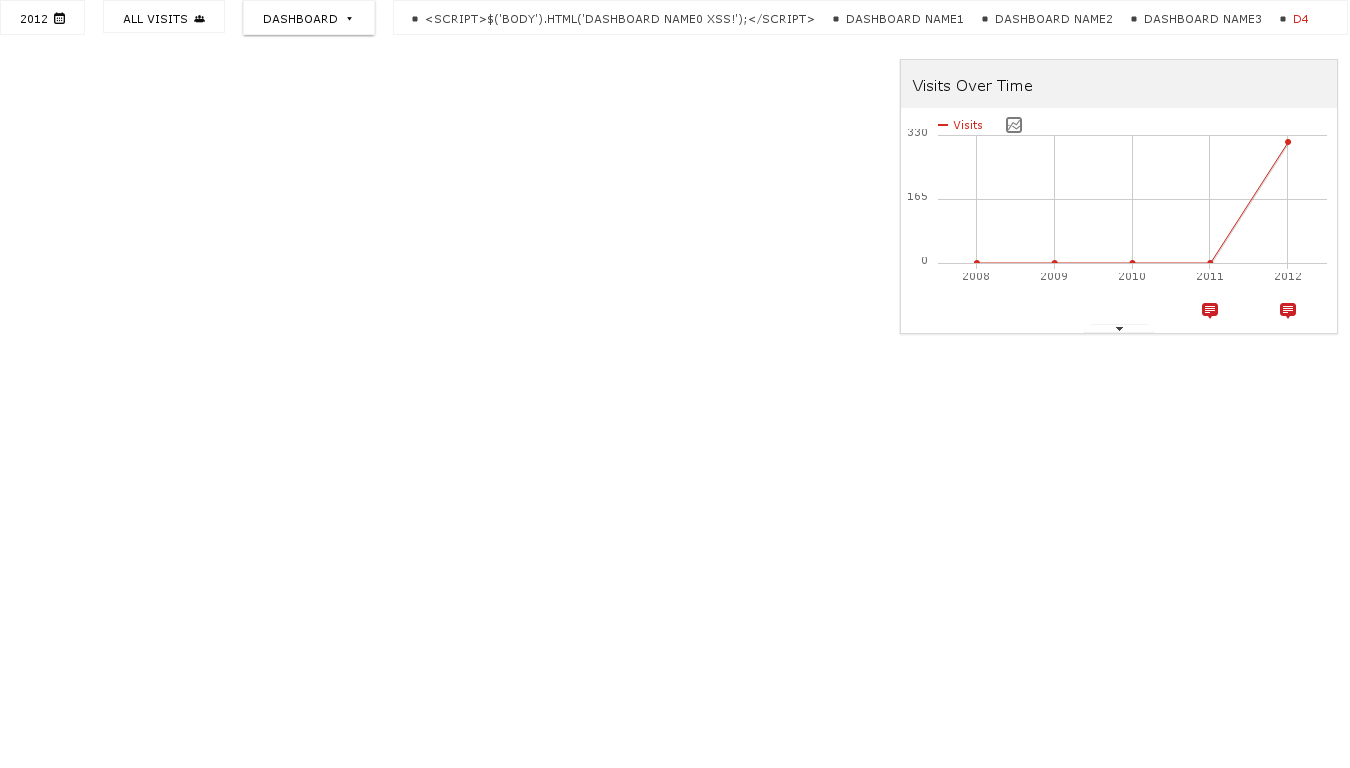 2012 ALL VISITS DASHBOARD <SCRIPT>$('BODY').HTML('DASHBOARD NAME0 XSS!');</SCRIPT> DASHBOARD NAME1 DASHBOARD NAME2 DASHBOARD NAME3 D4
Visits Over Time
Visits
330
165
0
2008 2009 2010 2011 2012